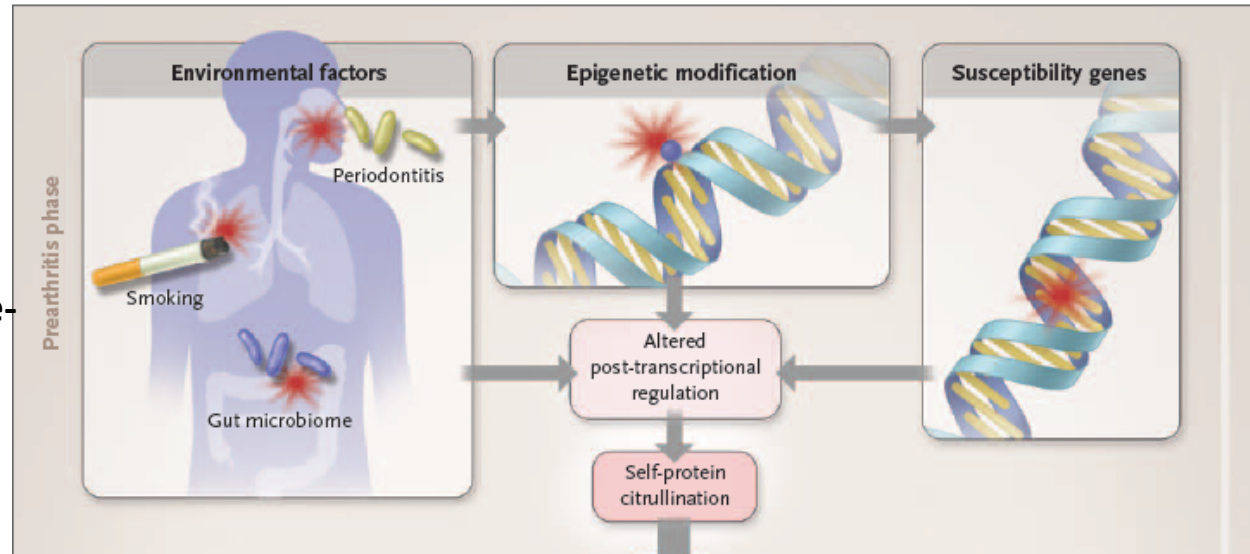 Environmental factors
Epigenetic modification
Susceptibility genes
Periodontitis
Smoking
Gut microbiome
Prearthritis phase
e-
Altered
post-transcriptional
regulation
Self-protein
citrullination